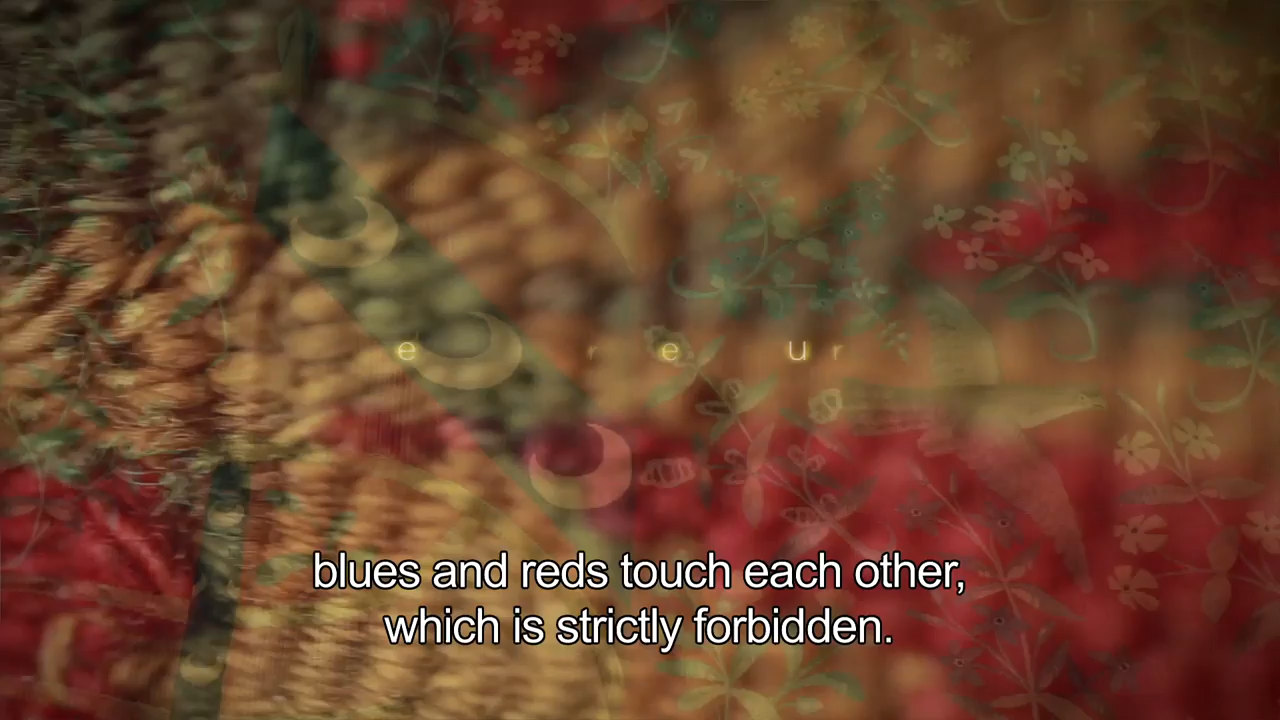 e r e u r
blues and reds touch each other,
which is strictly forbidden.